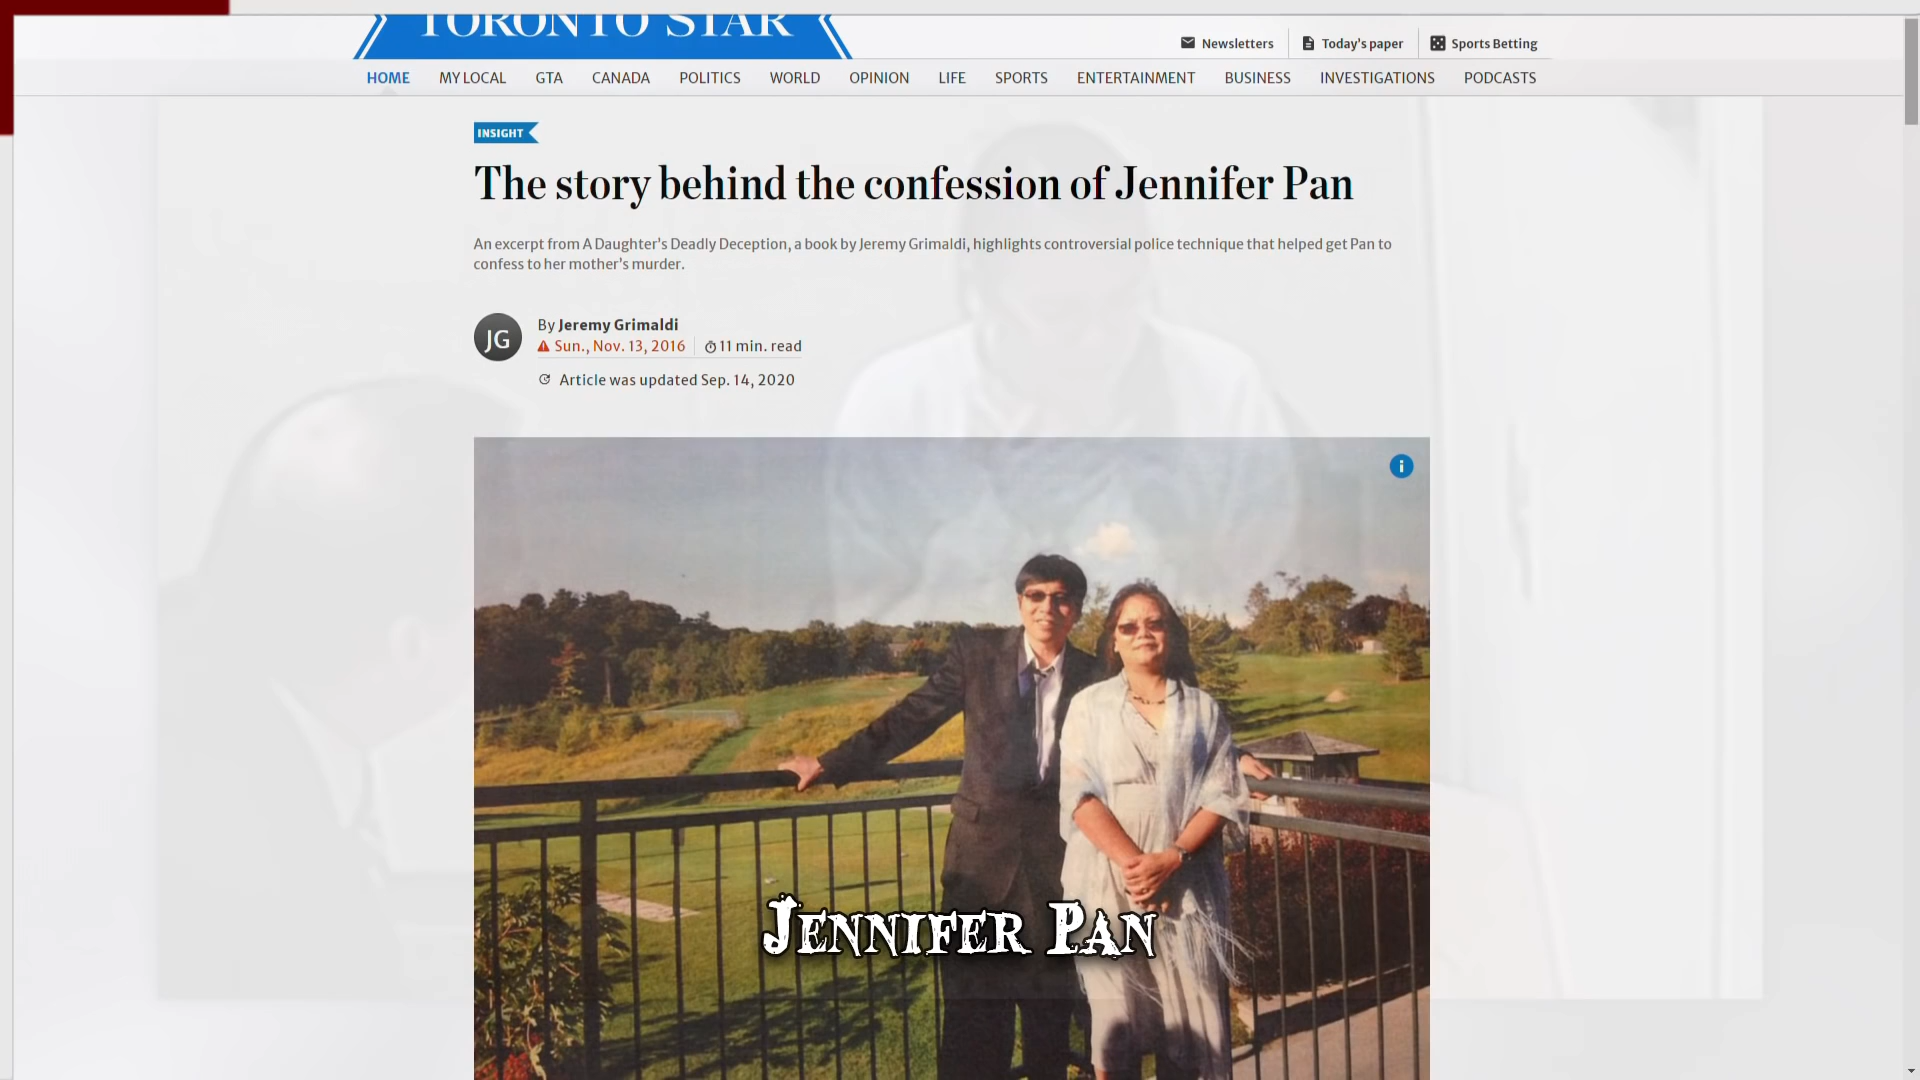 TORONTO STAR
Newsletters
Today's paper
Sports Betting
HOME MY LOCAL GTA CANADA POLITICS WORLD OPINION LIFE SPORTS ENTERTAINMENT BUSINESS INVESTIGATIONS PODCASTS
INSIGHT
The story behind the confession of Jennifer Pan
An excerpt from A Daughter's Deadly Deception, a book by Jeremy Grimaldi, highlights controversial police technique that helped get Pan to
confess to her mother's murder.
JG
By Jeremy Grimaldi
Sun., Nov. 13, 2016 11 min. read
Article was updated Sep. 14, 2020
i
Jennifer Pan